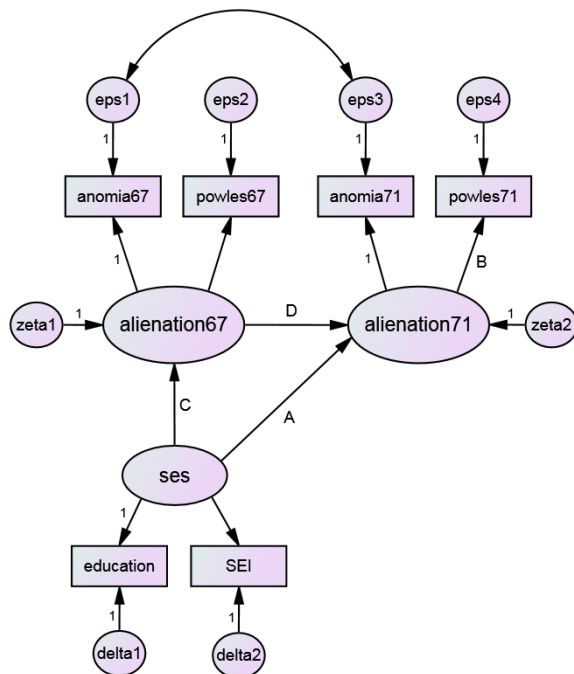 eps1
eps2
eps3
eps4
1
1
1
1
anomia67
powles67
anomia71
powles71
1
1
B
zeta1
1
alienation67
D
alienation71
1
zeta2
C
A
ses
1
education
SEI
1
1
delta1
delta2